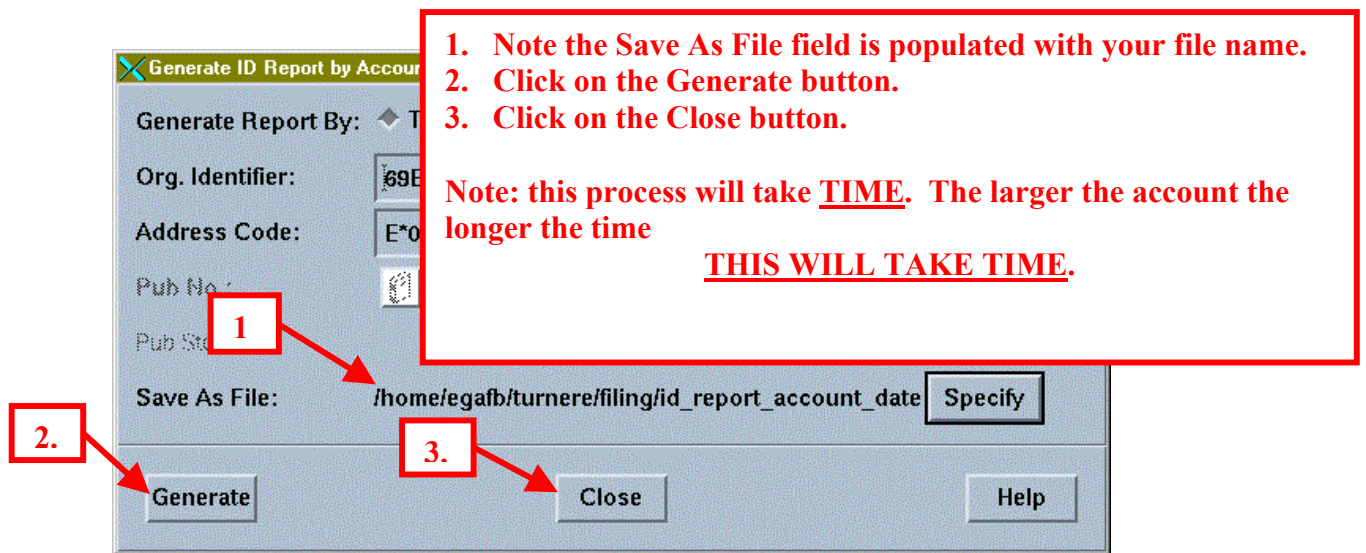 1. Note the Save As File field is populated with your file name.
2. Click on the Generate button.
3. Click on the Close button.
Note: this process will take TIME. The larger the account the
longer the time
THIS WILL TAKE TIME.
Generate ID Report by Accoun
Generate Report By: T
Org. Identifier: 69E
Address Code: E*0
Pub No.:
Pub
1
Save As File: /home/egafb/turnere/filing/id_report_account_date Specify
2.
3.
Generate Close Help